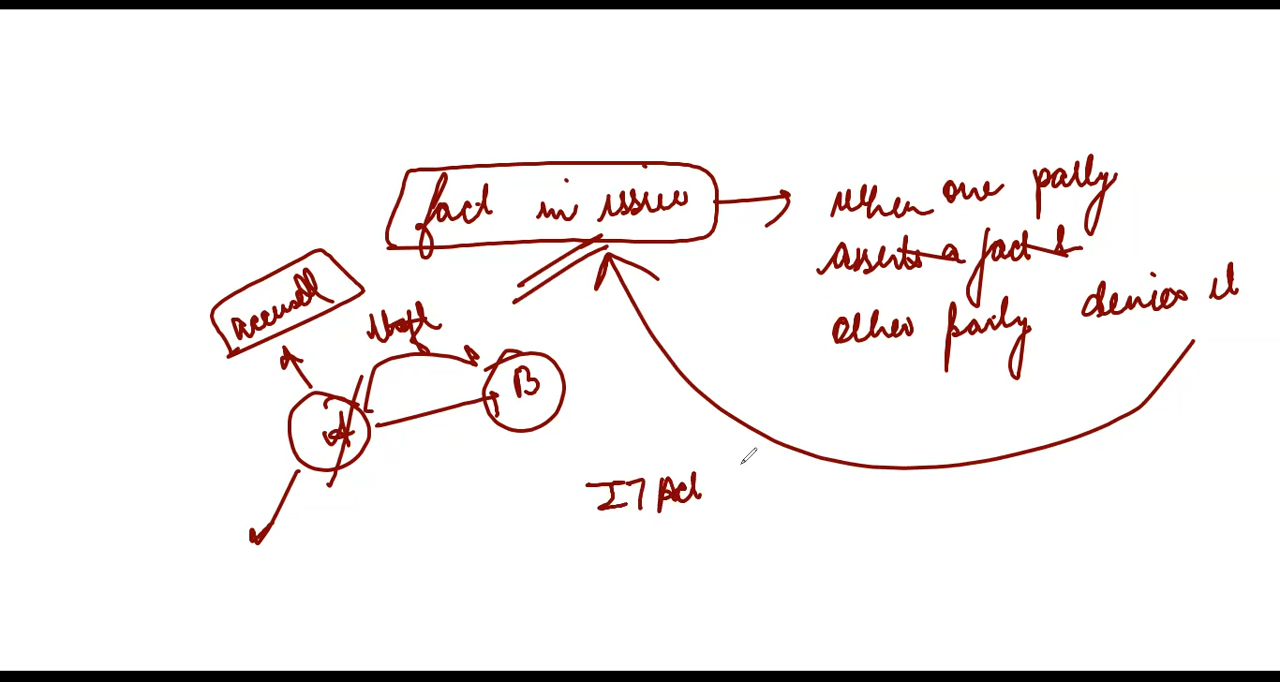 fact in issue
when one party
asserts a fact &
other party denies it
Accused
theft
A
B
IT Act